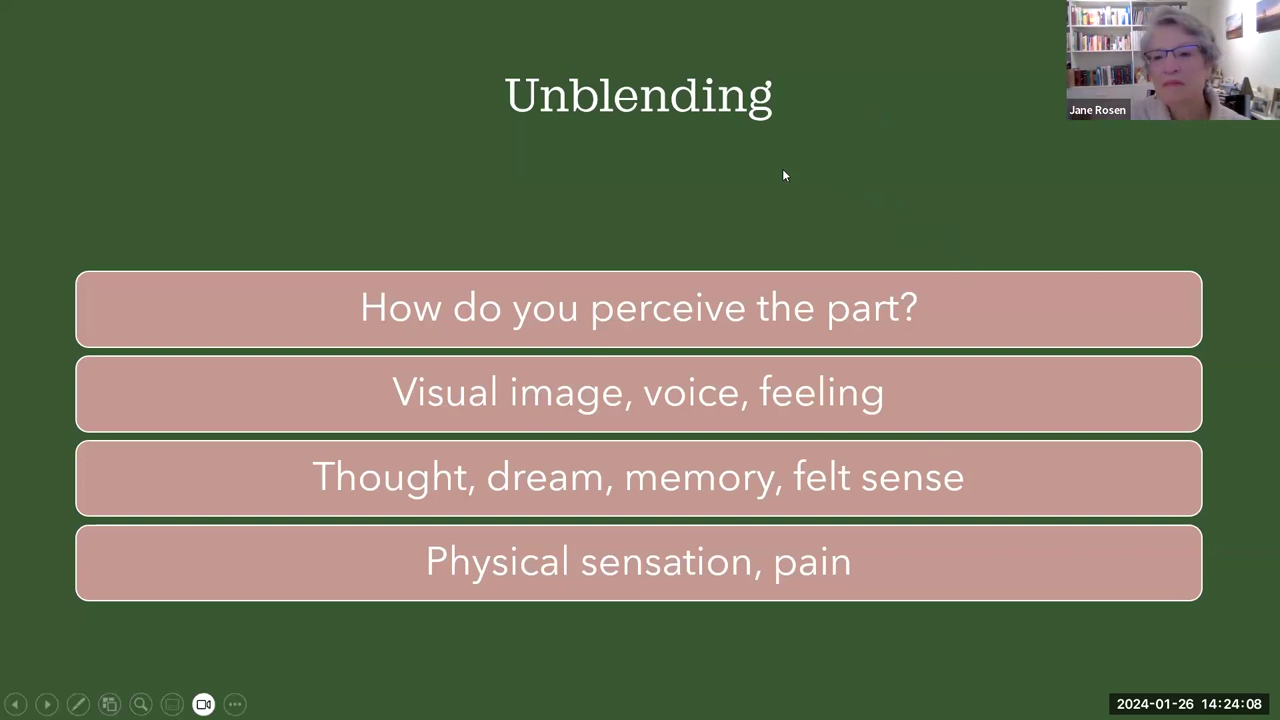 Unblending
Jane Rosen
How do you perceive the part?
Visual image, voice, feeling
Thought, dream, memory, felt sense
Physical sensation, pain
2024-01-26 14:24:08